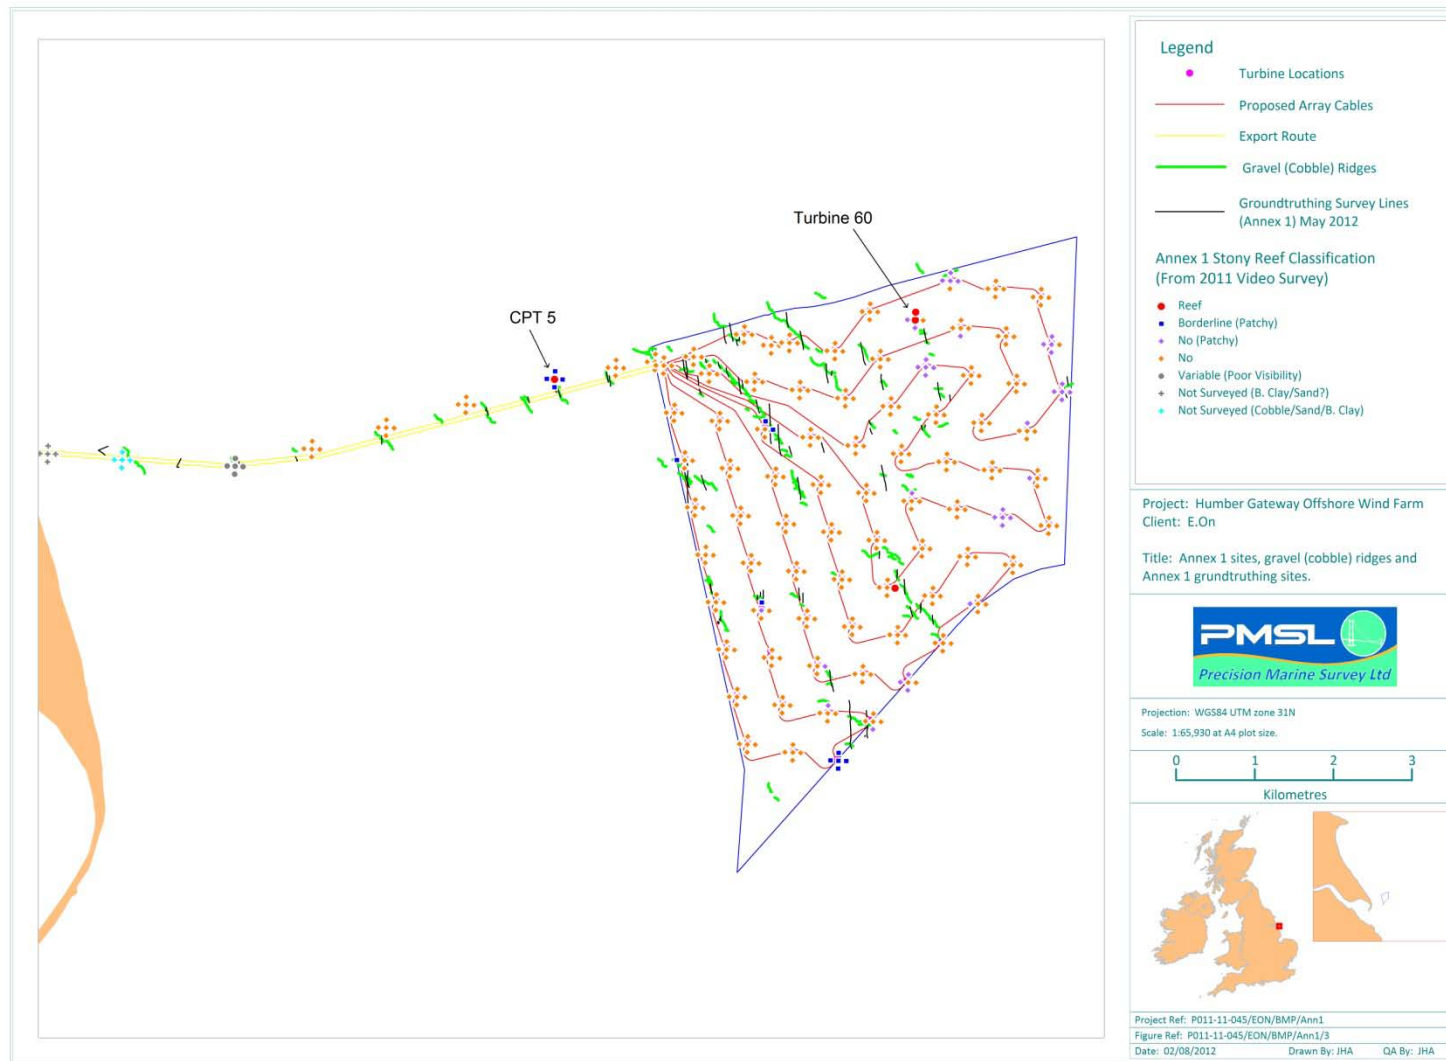 Turbine 60
CPT 5
Legend
Turbine Locations
Proposed Array Cables
Export Route
Gravel (Cobble) Ridges
Groundtruthing Survey Lines
(Annex 1) May 2012
Annex 1 Stony Reef Classification
(From 2011 Video Survey)
Reef
Borderline (Patchy)
No (Patchy)
No
Variable (Poor Visibility)
Not Surveyed (B. Clay/Sand?)
Not Surveyed (Cobble/Sand/B. Clay)
Project: Humber Gateway Offshore Wind Farm
Client: E.On
Title: Annex 1 sites, gravel (cobble) ridges and
Annex 1 grundtruthing sites.
PMSL
Precision Marine Survey Ltd
Projection: WGS84 UTM zone 31N
Scale: 1:65,930 at A4 plot size.
0 1 2 3
Kilometres
Project Ref: P011-11-045/EON/BMP/Ann1
Figure Ref: P011-11-045/EON/BMP/Ann1/3
Date: 02/08/2012 Drawn By: JHA QA By: JHA